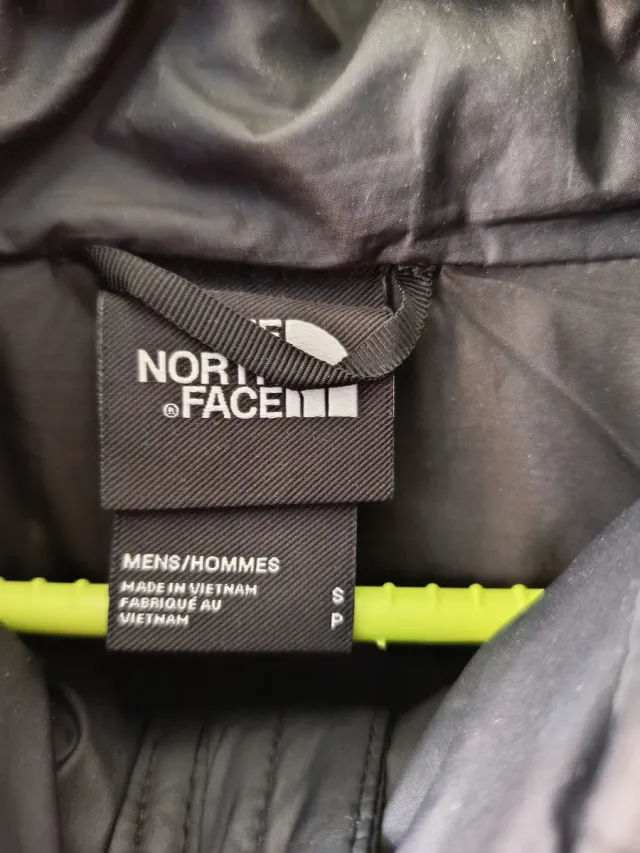 NORT
® FACE
MENS/HOMMES
MADE IN VIETNAM
FABRIQUÉ AU
VIETNAM
S
P